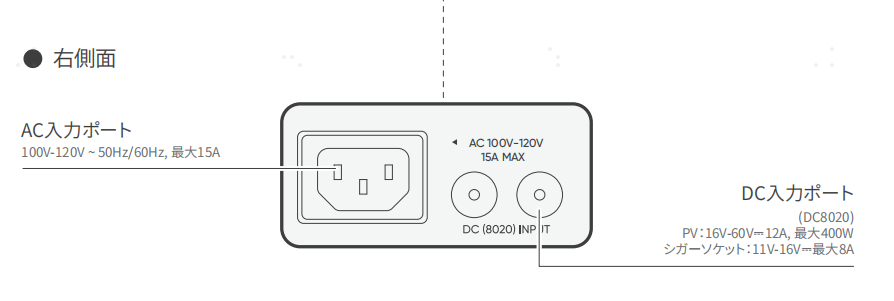 ● 右側面
AC入力ポート
100V-120V ~ 50Hz/60Hz, 最大15A
AC 100V-120V
15A MAX
DC (8020) INPUT
DC入力ポート
(DC8020)
PV：16V-60V⎓12A, 最大400W
シガーソケット：11V-16V⎓最大8A